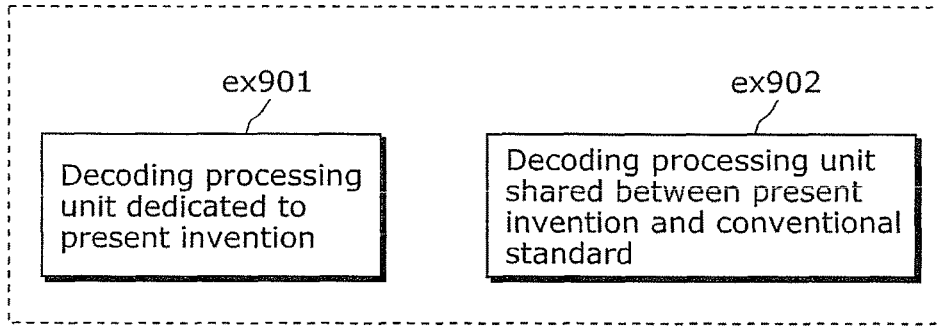 ex901
ex902
Decoding processing
unit dedicated to
present invention
Decoding processing unit
shared between present
invention and conventional
standard